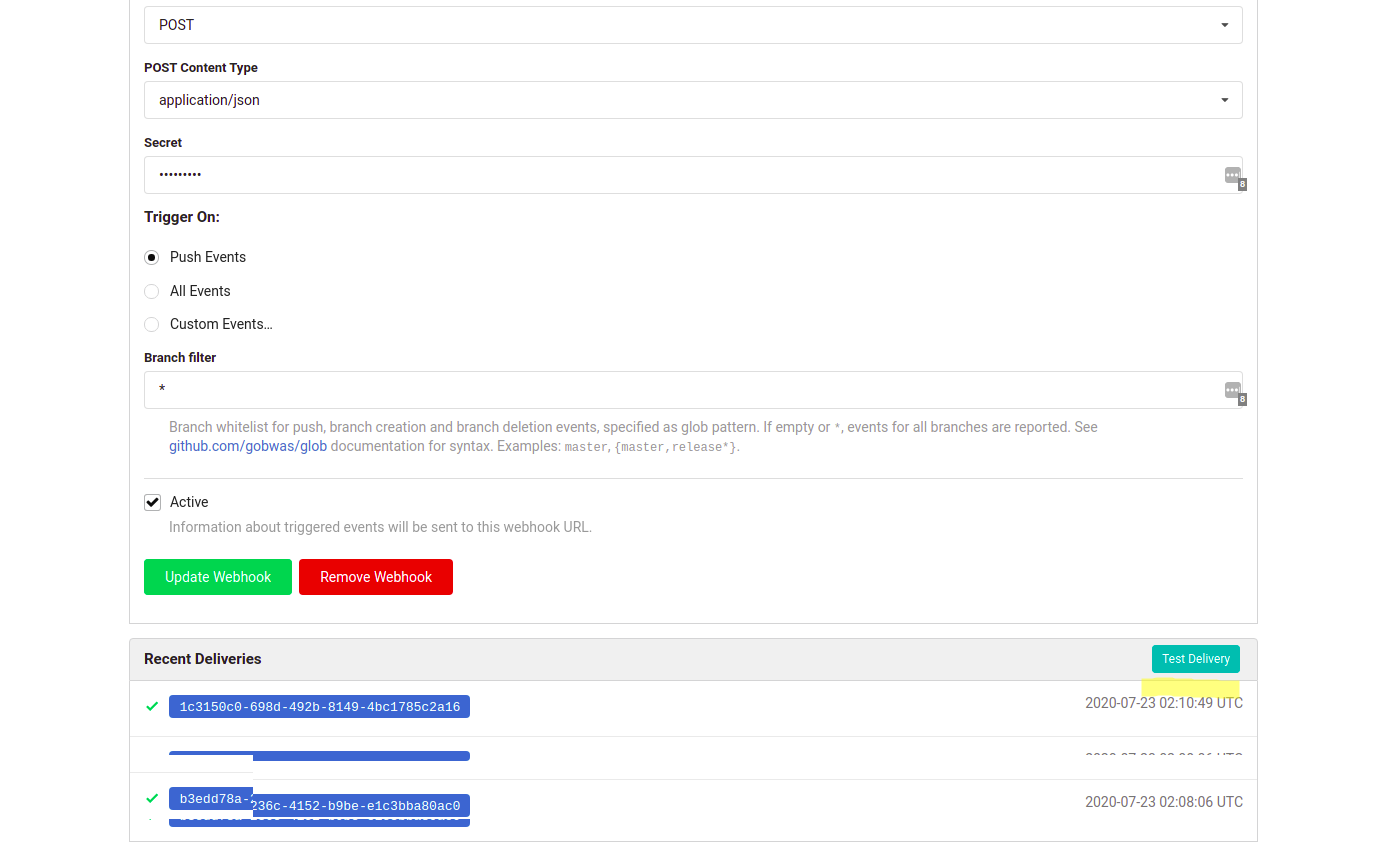 POST
POST Content Type
application/json
Secret
•••••••••
8
Trigger On:
Push Events
All Events
Custom Events…
Branch filter
*
8
Branch whitelist for push, branch creation and branch deletion events, specified as glob pattern. If empty or *, events for all branches are reported. See
github.com/gobwas/glob documentation for syntax. Examples: master, {master,release*}.
Active
Information about triggered events will be sent to this webhook URL.
Update Webhook Remove Webhook
Recent Deliveries Test Delivery
1c3150c0-698d-492b-8149-4bc1785c2a16 2020-07-23 02:10:49 UTC
b3edd78a-236c-4152-b9be-e1c3bba80ac0 2020-07-23 02:08:06 UTC